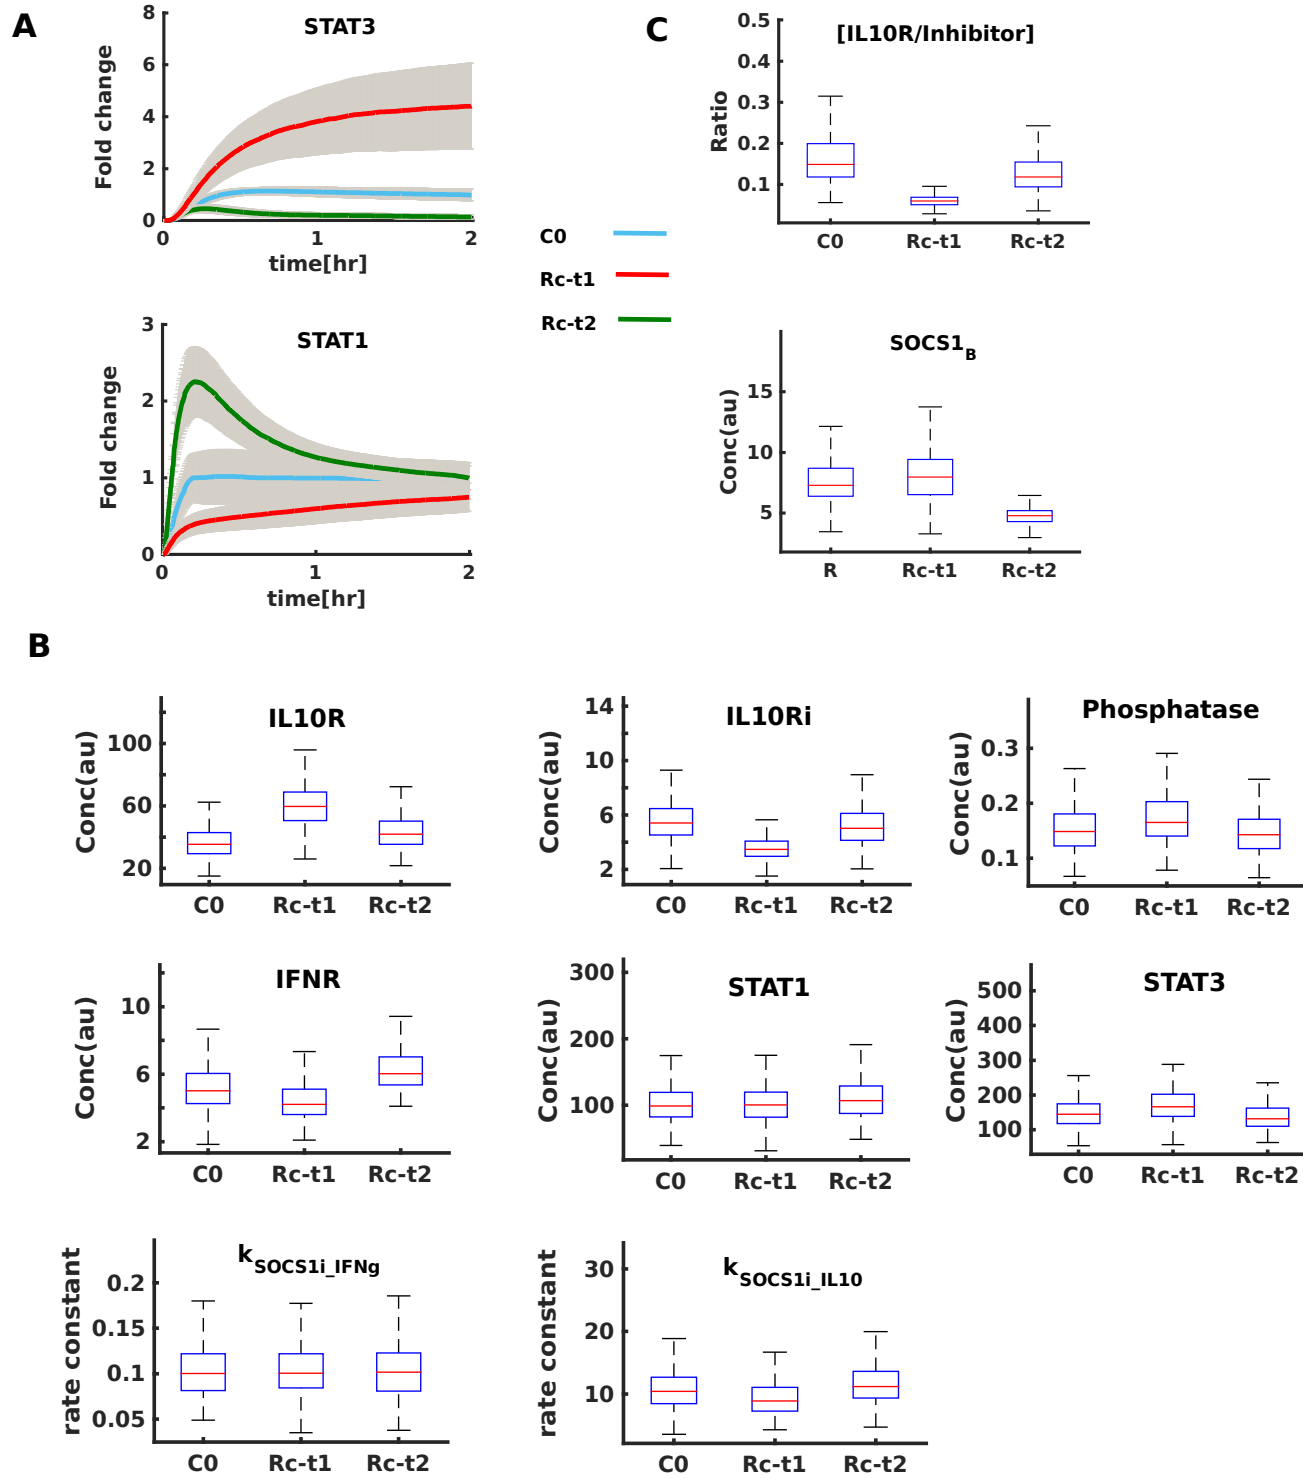 A
STAT3
Fold change
8
6
4
2
0
0 1 2
time[hr]
STAT1
Fold change
3
2
1
0
0 1 2
time[hr]
C0
Rc-t1
Rc-t2
C
[IL10R/Inhibitor]
Ratio
0.5
0.4
0.3
0.2
0.1
C0 Rc-t1 Rc-t2
SOCS1B
Conc(au)
15
10
5
R Rc-t1 Rc-t2
B
IL10R
Conc(au)
100
60
20
C0 Rc-t1 Rc-t2
IL10Ri
Conc(au)
14
10
6
2
C0 Rc-t1 Rc-t2
Phosphatase
Conc(au)
0.3
0.2
0.1
C0 Rc-t1 Rc-t2
IFNR
Conc(au)
10
6
2
C0 Rc-t1 Rc-t2
STAT1
Conc(au)
300
200
100
C0 Rc-t1 Rc-t2
STAT3
Conc(au)
500
400
300
200
100
C0 Rc-t1 Rc-t2
kSOCS1i_IFNg
rate constant
0.2
0.15
0.1
0.05
C0 Rc-t1 Rc-t2
kSOCS1i_IL10
rate constant
30
20
10
C0 Rc-t1 Rc-t2